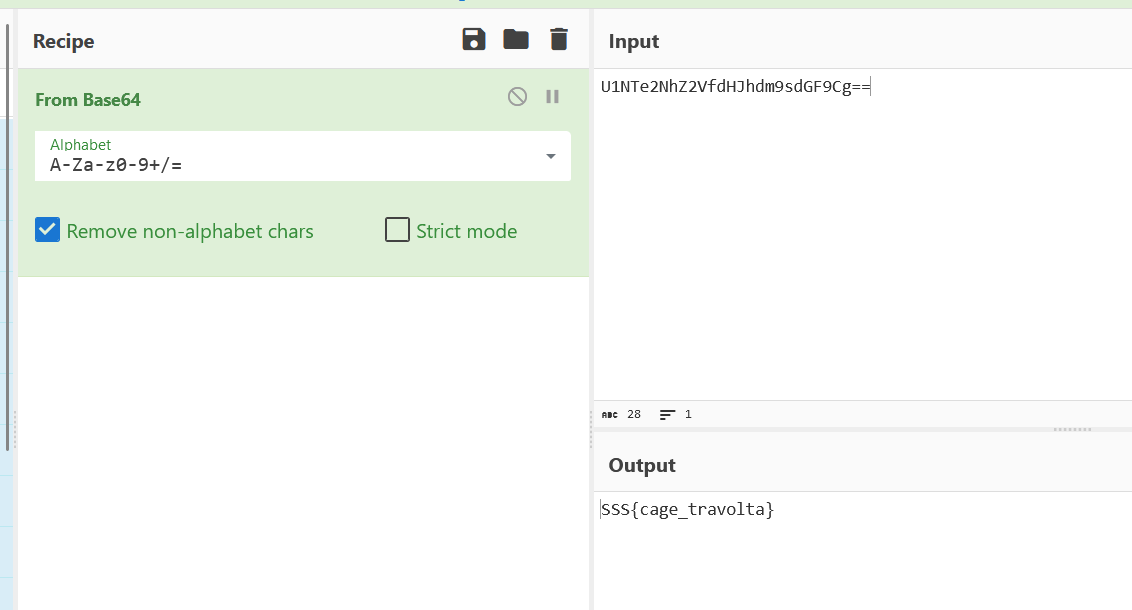 Recipe
From Base64
Alphabet
A-Za-z0-9+/=
Remove non-alphabet chars
Strict mode
Input
U1NTe2NhZ2VfdHJhdm9sdGF9Cg==
ABC 28 1
Output
SSS{cage_travolta}